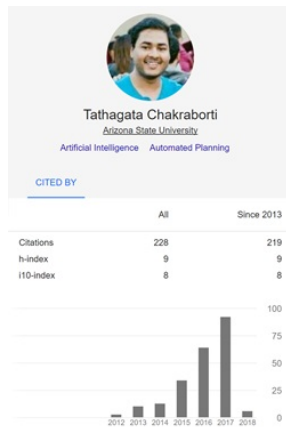 Tathagata Chakraborti
Arizona State University
Artificial Intelligence Automated Planning
CITED BY
All Since 2013
Citations 228 219
h-index 9 9
i10-index 8 8
100
75
50
25
0
2012 2013 2014 2015 2016 2017 2018